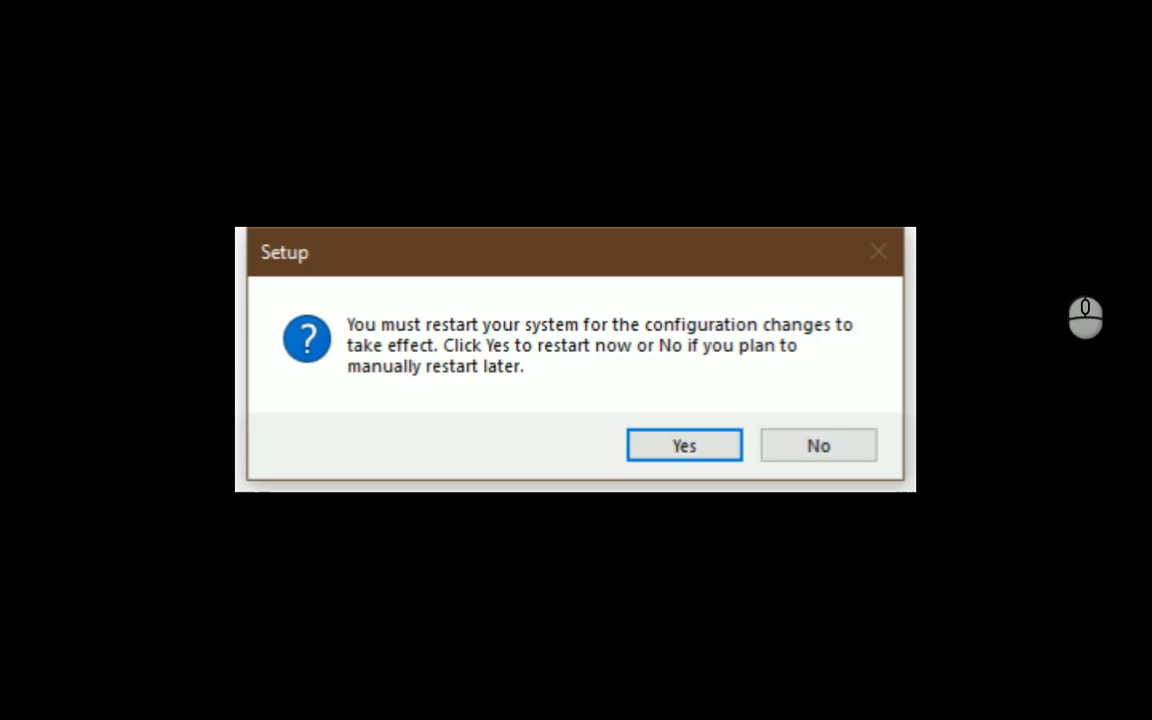 Setup
You must restart your system for the configuration changes to
take effect. Click Yes to restart now or No if you plan to
manually restart later.
Yes No